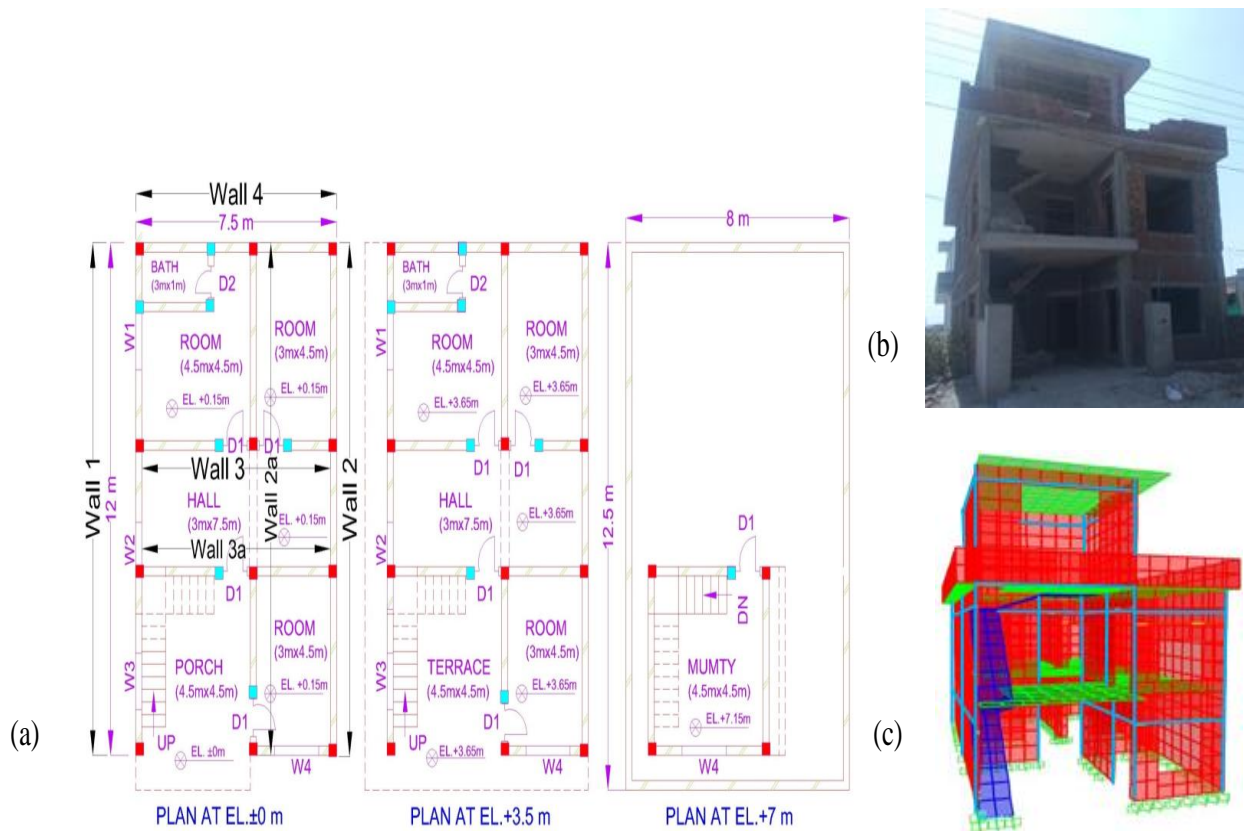 Wall 4
7.5 m
8 m
BATH
(3mx1m)
D2
ROOM
(4.5mx4.5m)
ROOM
(3mx4.5m)
EL. +0.15m
EL. +0.15m
W1
D1
D1
Wall 1
12 m
Wall 3
Wall 2a
Wall 2
HALL
(3mx7.5m)
EL. +0.15m
Wall 3a
W2
D1
ROOM
(3mx4.5m)
PORCH
(4.5mx4.5m)
EL. +0.15m
W3
D1
UP
EL. ±0m
W4
PLAN AT EL.±0 m
BATH
(3mx1m)
D2
W1
ROOM
(4.5mx4.5m)
ROOM
(3mx4.5m)
EL.+3.65m
EL.+3.65m
D1
D1
HALL
(3mx7.5m)
EL.+3.65m
W2
D1
ROOM
(3mx4.5m)
TERRACE
(4.5mx4.5m)
EL.+3.65m
W3
D1
UP
EL.+3.65m
W4
PLAN AT EL.+3.5 m
12.5 m
D1
DN
MUMTY
(4.5mx4.5m)
EL.+7.15m
W4
PLAN AT EL.+7 m
(a)
(b)
(c)